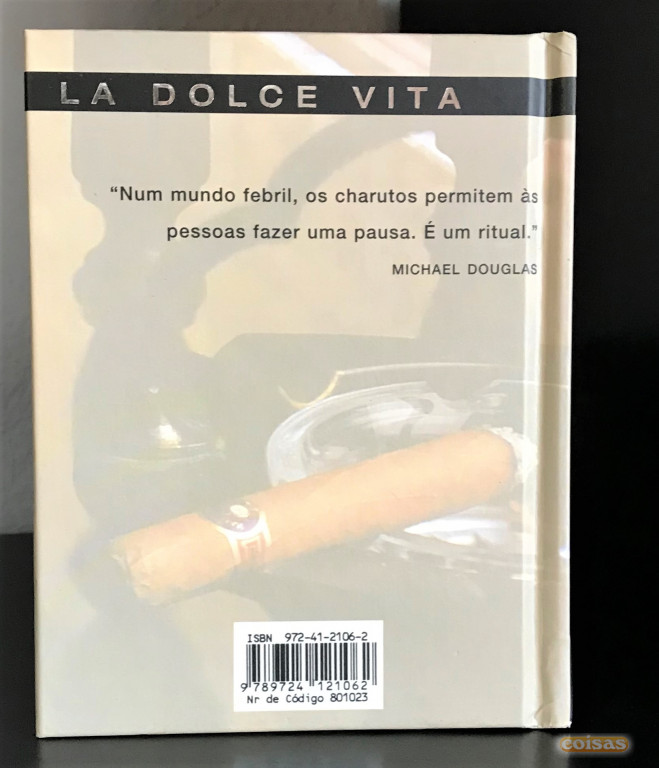 LA DOLCE VITA
“Num mundo febril, os charutos permitem às
pessoas fazer uma pausa. É um ritual.”
MICHAEL DOUGLAS
ISBN 972-41-2106-2
9 789724 121062
Nr de Código 801023
coisas